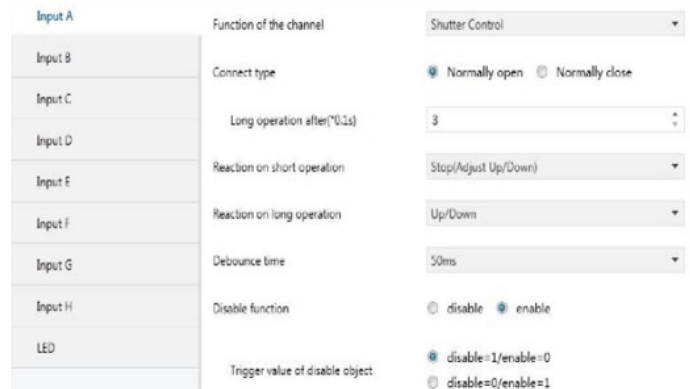 Input A
Input B
Input C
Input D
Input E
Input F
Input G
Input H
LED
Function of the channel
Shutter Control
Connect type
Normally open
Normally close
Long operation after(*0.1s)
3
Reaction on short operation
Stop(Adjust Up/Down)
Reaction on long operation
Up/Down
Debounce time
50ms
Disable function
disable
enable
Trigger value of disable object
disable=1/enable=0
disable=0/enable=1